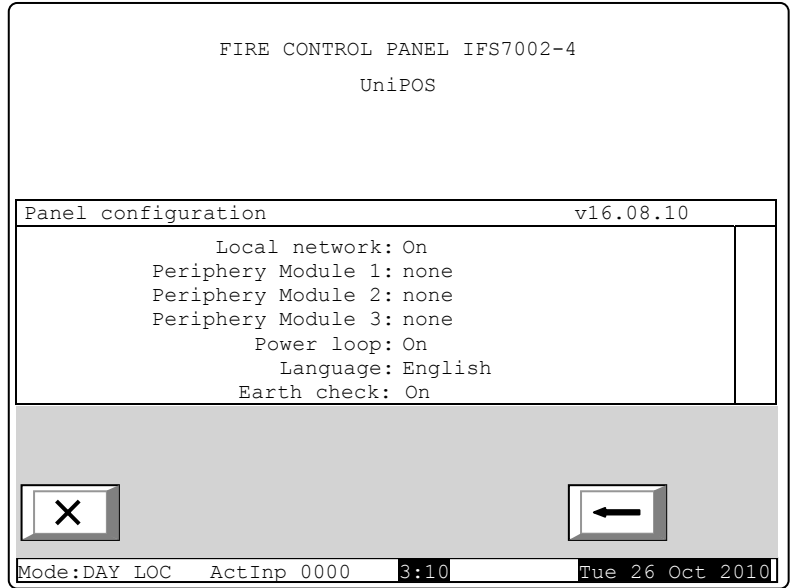 FIRE CONTROL PANEL IFS7002-4
UniPOS
Panel configuration v16.08.10
Local network: On
Periphery Module 1: none
Periphery Module 2: none
Periphery Module 3: none
Power loop: On
Language: English
Earth check: On
Mode:DAY LOC ActInp 0000 3:10 Tue 26 Oct 2010